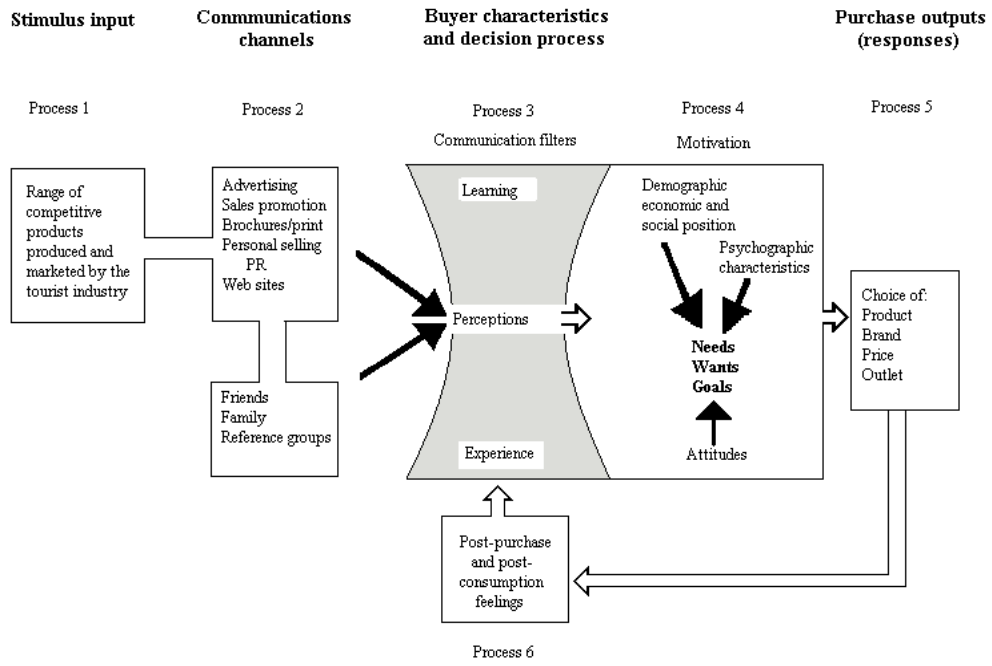 Stimulus input
Conmmunications
channels
Buyer characteristics
and decision process
Purchase outputs
(responses)
Process 1
Process 2
Process 3
Process 4
Process 5
Communication filters
Motivation
Range of
competitive
products
produced and
marketed by the
tourist industry
Advertising
Sales promotion
Brochures/print
Personal selling
PR
Web sites
Friends
Family
Reference groups
Learning
Perceptions
Experience
Demographic
economic and
social position
Psychographic
characteristics
Needs
Wants
Goals
Attitudes
Choice of:
Product
Brand
Price
Outlet
Post-purchase
and post-
consumption
feelings
Process 6